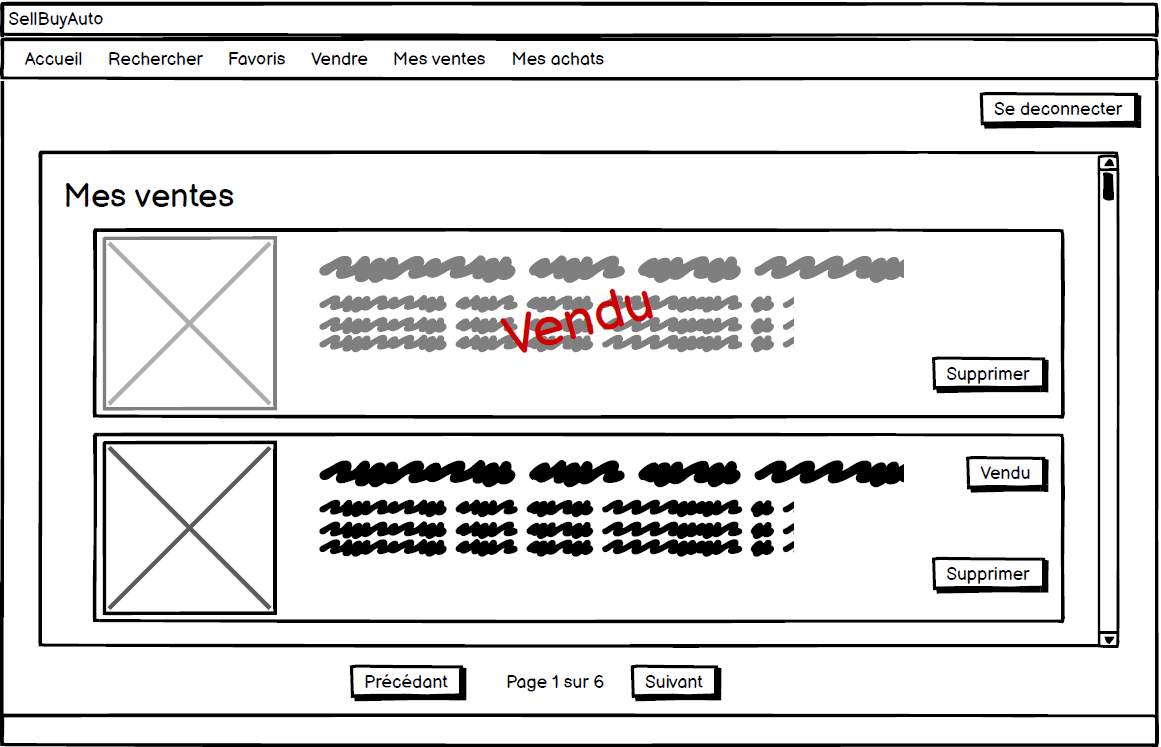 SellBuyAuto
Accueil Rechercher Favoris Vendre Mes ventes Mes achats
Se deconnecter
Mes ventes
Vendu
Supprimer
Vendu
Supprimer
Précédant Page 1 sur 6 Suivant